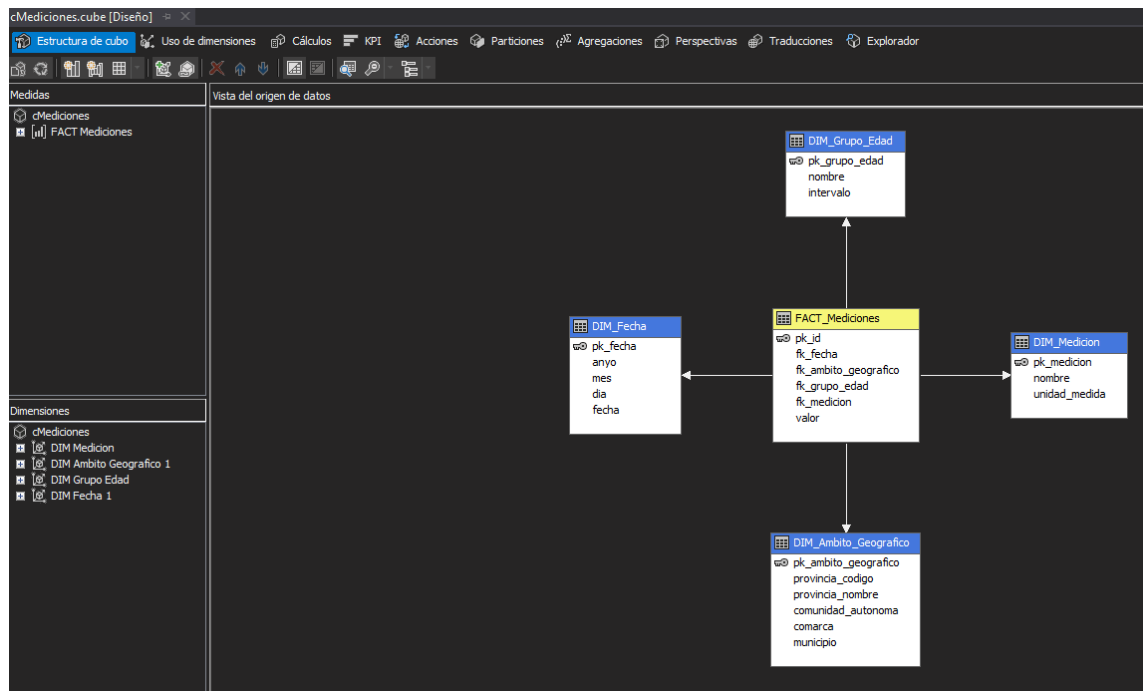 cMediciones.cube [Diseño]
Estructura de cubo Uso de dimensiones Cálculos KPI Acciones Particiones Agregaciones Perspectivas Traducciones Explorador
Medidas
cMediciones
FACT Mediciones
Dimensiones
cMediciones
DIM Medicion
DIM Ambito Geografico 1
DIM Grupo Edad
DIM Fecha 1
Vista del origen de datos
DIM_Grupo_Edad
pk_grupo_edad
nombre
intervalo
DIM_Fecha
pk_fecha
anyo
mes
dia
fecha
FACT_Mediciones
pk_id
fk_fecha
fk_ambito_geografico
fk_grupo_edad
fk_medicion
valor
DIM_Medicion
pk_medicion
nombre
unidad_medida
DIM_Ambito_Geografico
pk_ambito_geografico
provincia_codigo
provincia_nombre
comunidad_autonoma
comarca
municipio